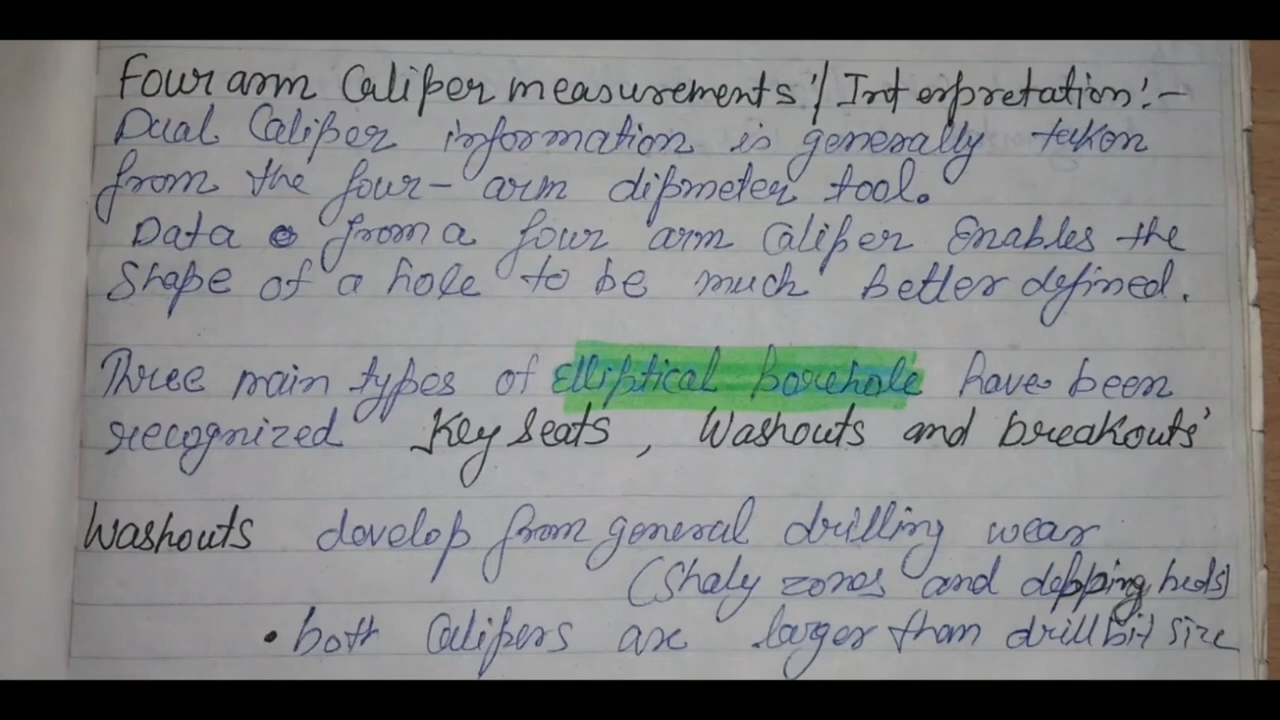 Four arm Caliper measurements'/ Interpretation:-
Dual Caliper information is generally taken
from the four- arm dipmeter tool.
Data from a four arm Caliper Enables the
Shape of a hole to be much better defined.
Three main types of Elliptical borehole have been
recognized Key seats, Washouts and breakouts'
Washouts develop from general drilling wear
(Shaly zones and depping beds)
• both Calipers are larger than drill bit size